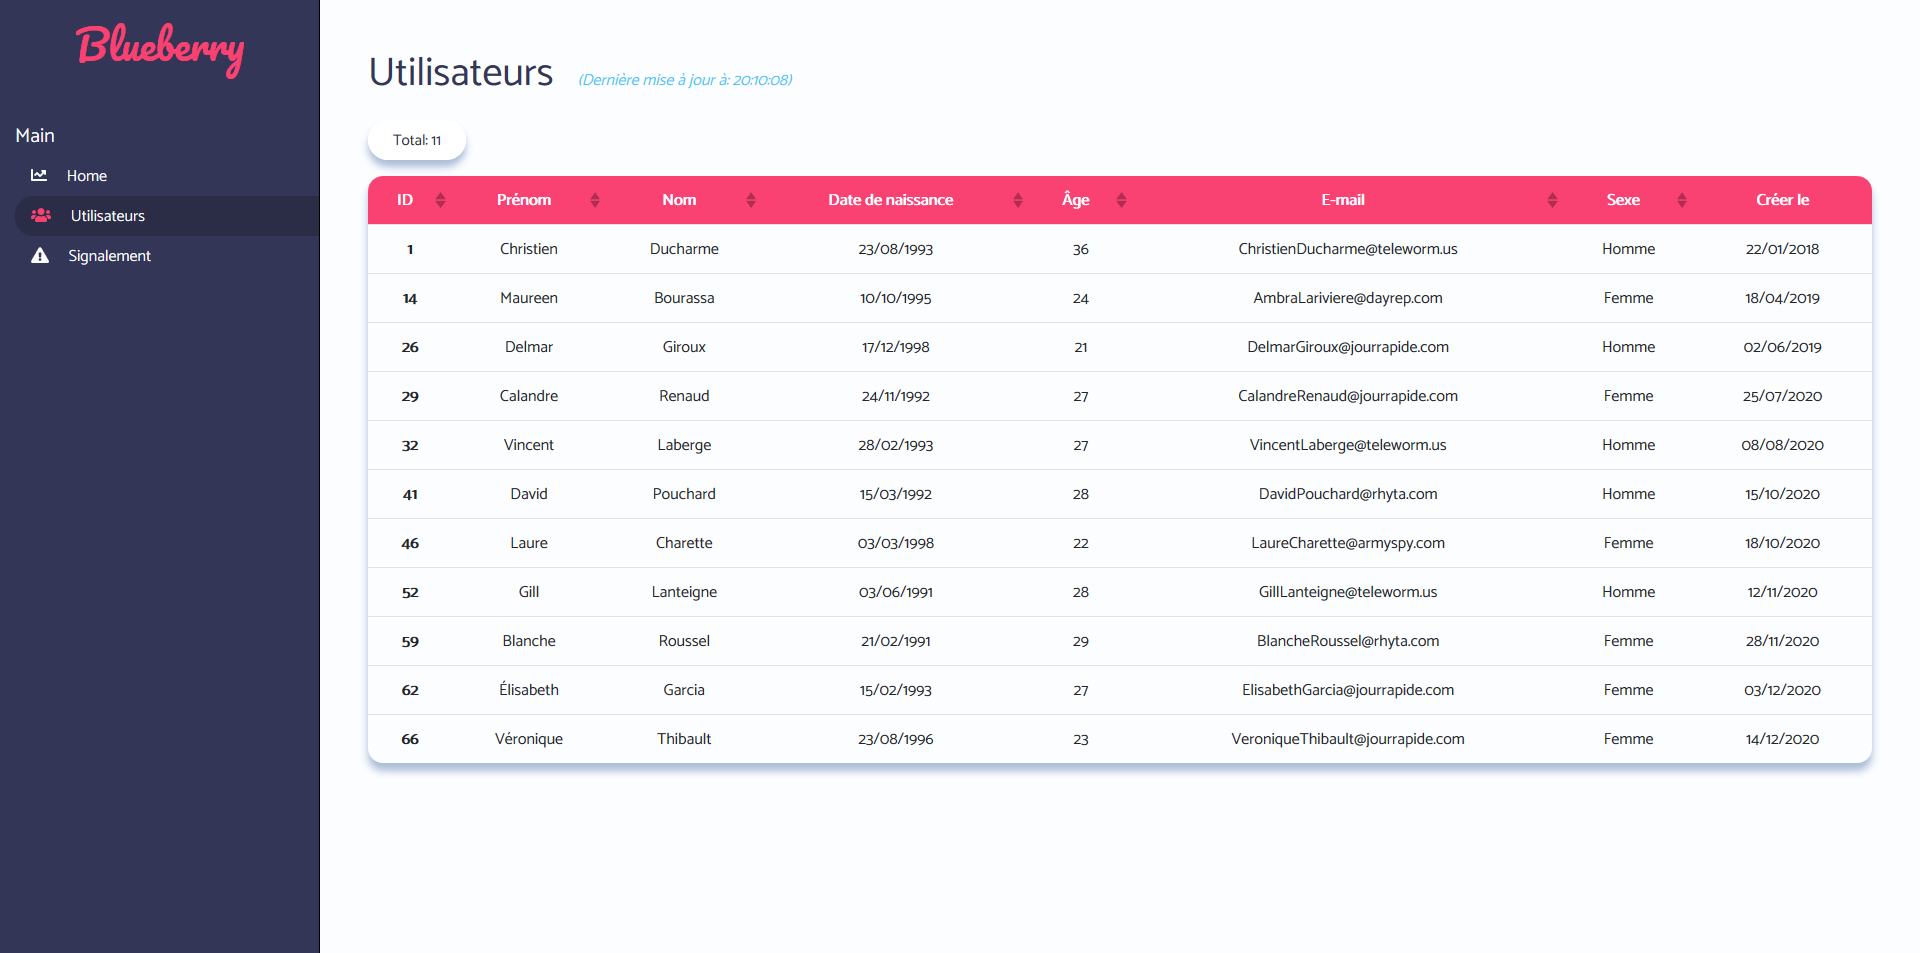 Blueberry
Main
Home
Utilisateurs
Signalement
Utilisateurs (Dernière mise à jour à: 20:10:08)
Total: 11
ID Prénom Nom Date de naissance Âge E-mail Sexe Créer le
1 Christien Ducharme 23/08/1993 36 ChristienDucharme@teleworm.us Homme 22/01/2018
14 Maureen Bourassa 10/10/1995 24 AmbraLariviere@dayrep.com Femme 18/04/2019
26 Delmar Giroux 17/12/1998 21 DelmarGiroux@jourrapide.com Homme 02/06/2019
29 Calandre Renaud 24/11/1992 27 CalandreRenaud@jourrapide.com Femme 25/07/2020
32 Vincent Laberge 28/02/1993 27 VincentLaberge@teleworm.us Homme 08/08/2020
41 David Pouchard 15/03/1992 28 DavidPouchard@rhyta.com Homme 15/10/2020
46 Laure Charette 03/03/1998 22 LaureCharette@armyspy.com Femme 18/10/2020
52 Gill Lanteigne 03/06/1991 28 GillLanteigne@teleworm.us Homme 12/11/2020
59 Blanche Roussel 21/02/1991 29 BlancheRoussel@rhyta.com Femme 28/11/2020
62 Élisabeth Garcia 15/02/1993 27 ElisabethGarcia@jourrapide.com Femme 03/12/2020
66 Véronique Thibault 23/08/1996 23 VeroniqueThibault@jourrapide.com Femme 14/12/2020